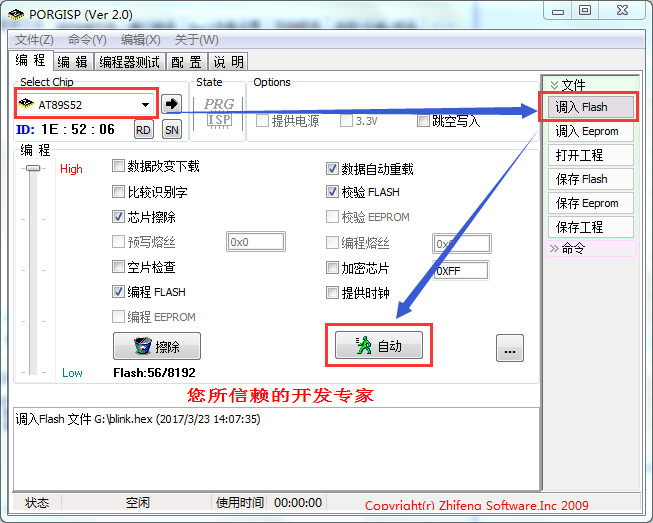 PORGISP (Ver 2.0)
文件(Z) 命令(Y) 编辑(X) 关于(W)
编 程 编 辑 编程器测试 配 置 说 明
Select Chip
State
Options
AT89S52
PRG
ISP
提供电源
3.3V
跳空写入
ID: 1E : 52 : 06
RD
SN
编 程
High
Low
数据改变下载
数据自动重载
比较识别字
校验 FLASH
芯片擦除
校验 EEPROM
预写熔丝
0x0
编程熔丝
0x0
空片检查
加密芯片
0XFF
编程 FLASH
提供时钟
编程 EEPROM
擦除
自动
...
Flash:56/8192
您所信赖的开发专家
文件
调入 Flash
调入 Eeprom
打开工程
保存 Flash
保存 Eeprom
保存工程
命令
调入Flash 文件 G:\blink.hex (2017/3/23 14:07:35)
状态 空闲 使用时间 00:00:00
Copyright(r) Zhifeng Software.Inc 2009